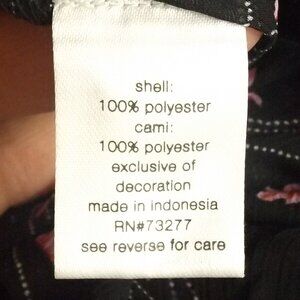 shell:
100% polyester
cami:
100% polyester
exclusive of
decoration
made in indonesia
RN#73277
see reverse for care